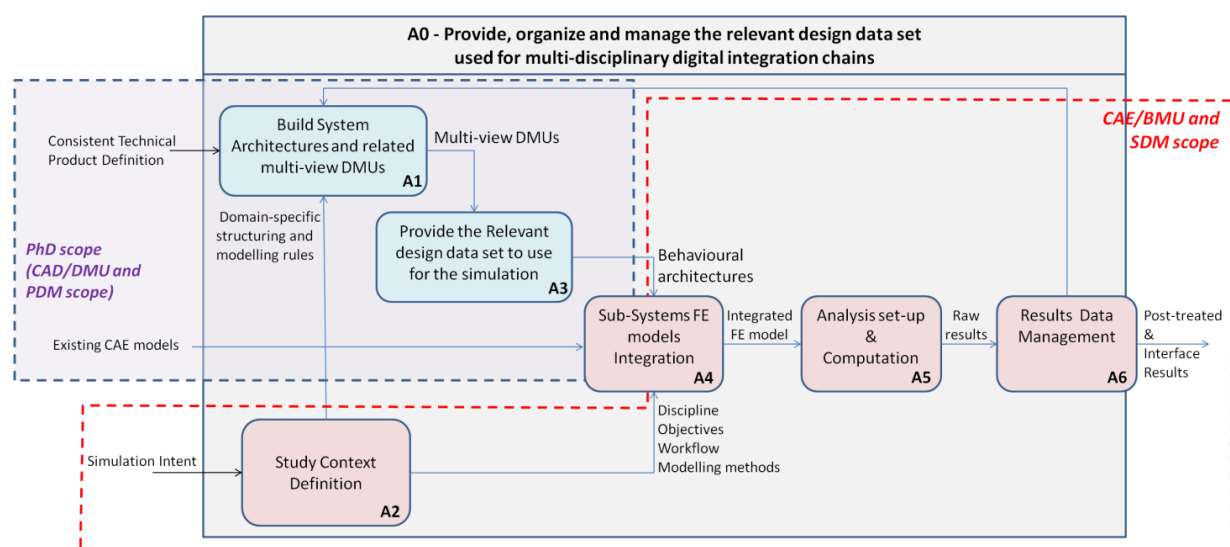 A0 - Provide, organize and manage the relevant design data set
used for multi-disciplinary digital integration chains
CAE/BMU and
SDM scope
Consistent Technical
Product Definition
Build System
Architectures and related
multi-view DMUs
A1
Multi-view DMUs
Domain-specific
structuring and
modelling rules
PhD scope
(CAD/DMU and
PDM scope)
Provide the Relevant
design data set to use
for the simulation
A3
Behavioural
architectures
Existing CAE models
Sub-Systems FE
models
Integration
A4
Integrated
FE model
Analysis set-up
&
Computation
A5
Raw
results
Results Data
Management
A6
Post-treated
&
Interface
Results
Discipline
Objectives
Workflow
Modelling methods
Simulation Intent
Study Context
Definition
A2